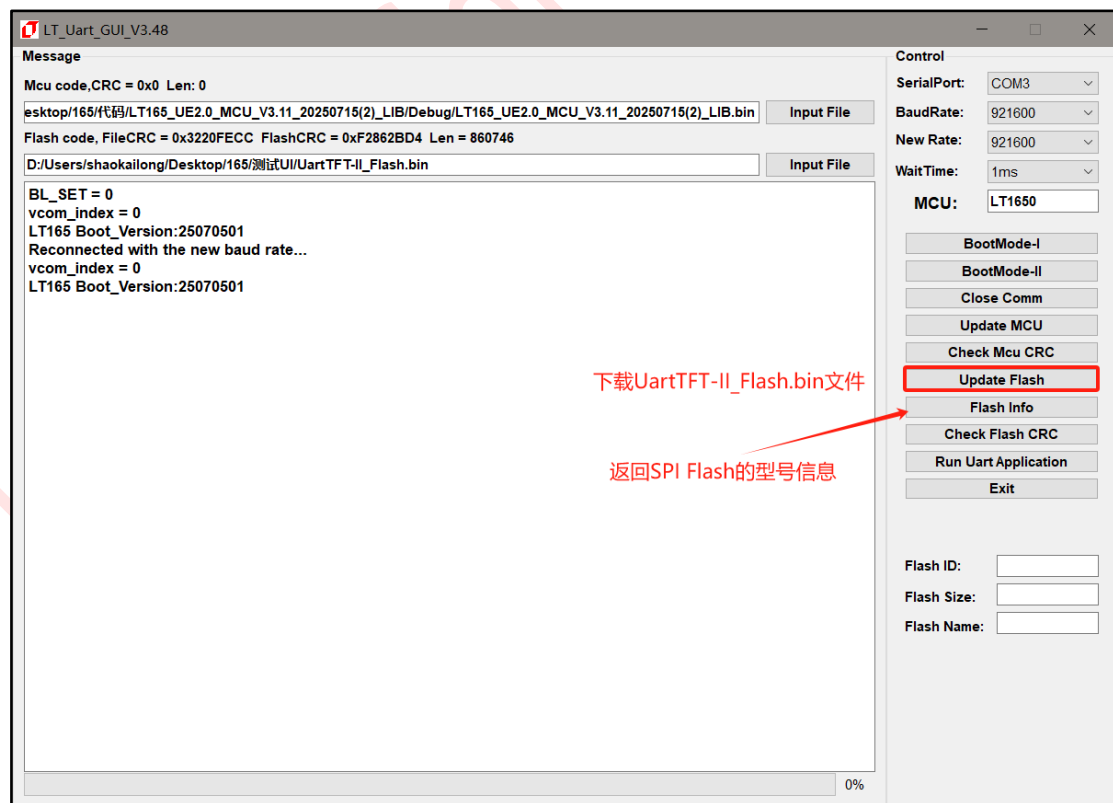 LT_Uart_GUI_V3.48
Message
Mcu code,CRC = 0x0 Len: 0
esktop/165/代码/LT165_UE2.0_MCU_V3.11_20250715(2)_LIB/Debug/LT165_UE2.0_MCU_V3.11_20250715(2)_LIB.bin
Input File
Flash code, FileCRC = 0x3220FECC FlashCRC = 0xF2862BD4 Len = 860746
D:/Users/shaokailong/Desktop/165/测试UI/UartTFT-II_Flash.bin
Input File
BL_SET = 0
vcom_index = 0
LT165 Boot_Version:25070501
Reconnected with the new baud rate...
vcom_index = 0
LT165 Boot_Version:25070501
下载UartTFT-II_Flash.bin文件
返回SPI Flash的型号信息
0%
Control
SerialPort: COM3
BaudRate: 921600
New Rate: 921600
WaitTime: 1ms
MCU: LT1650
BootMode-I
BootMode-II
Close Comm
Update MCU
Check Mcu CRC
Update Flash
Flash Info
Check Flash CRC
Run Uart Application
Exit
Flash ID:
Flash Size:
Flash Name: